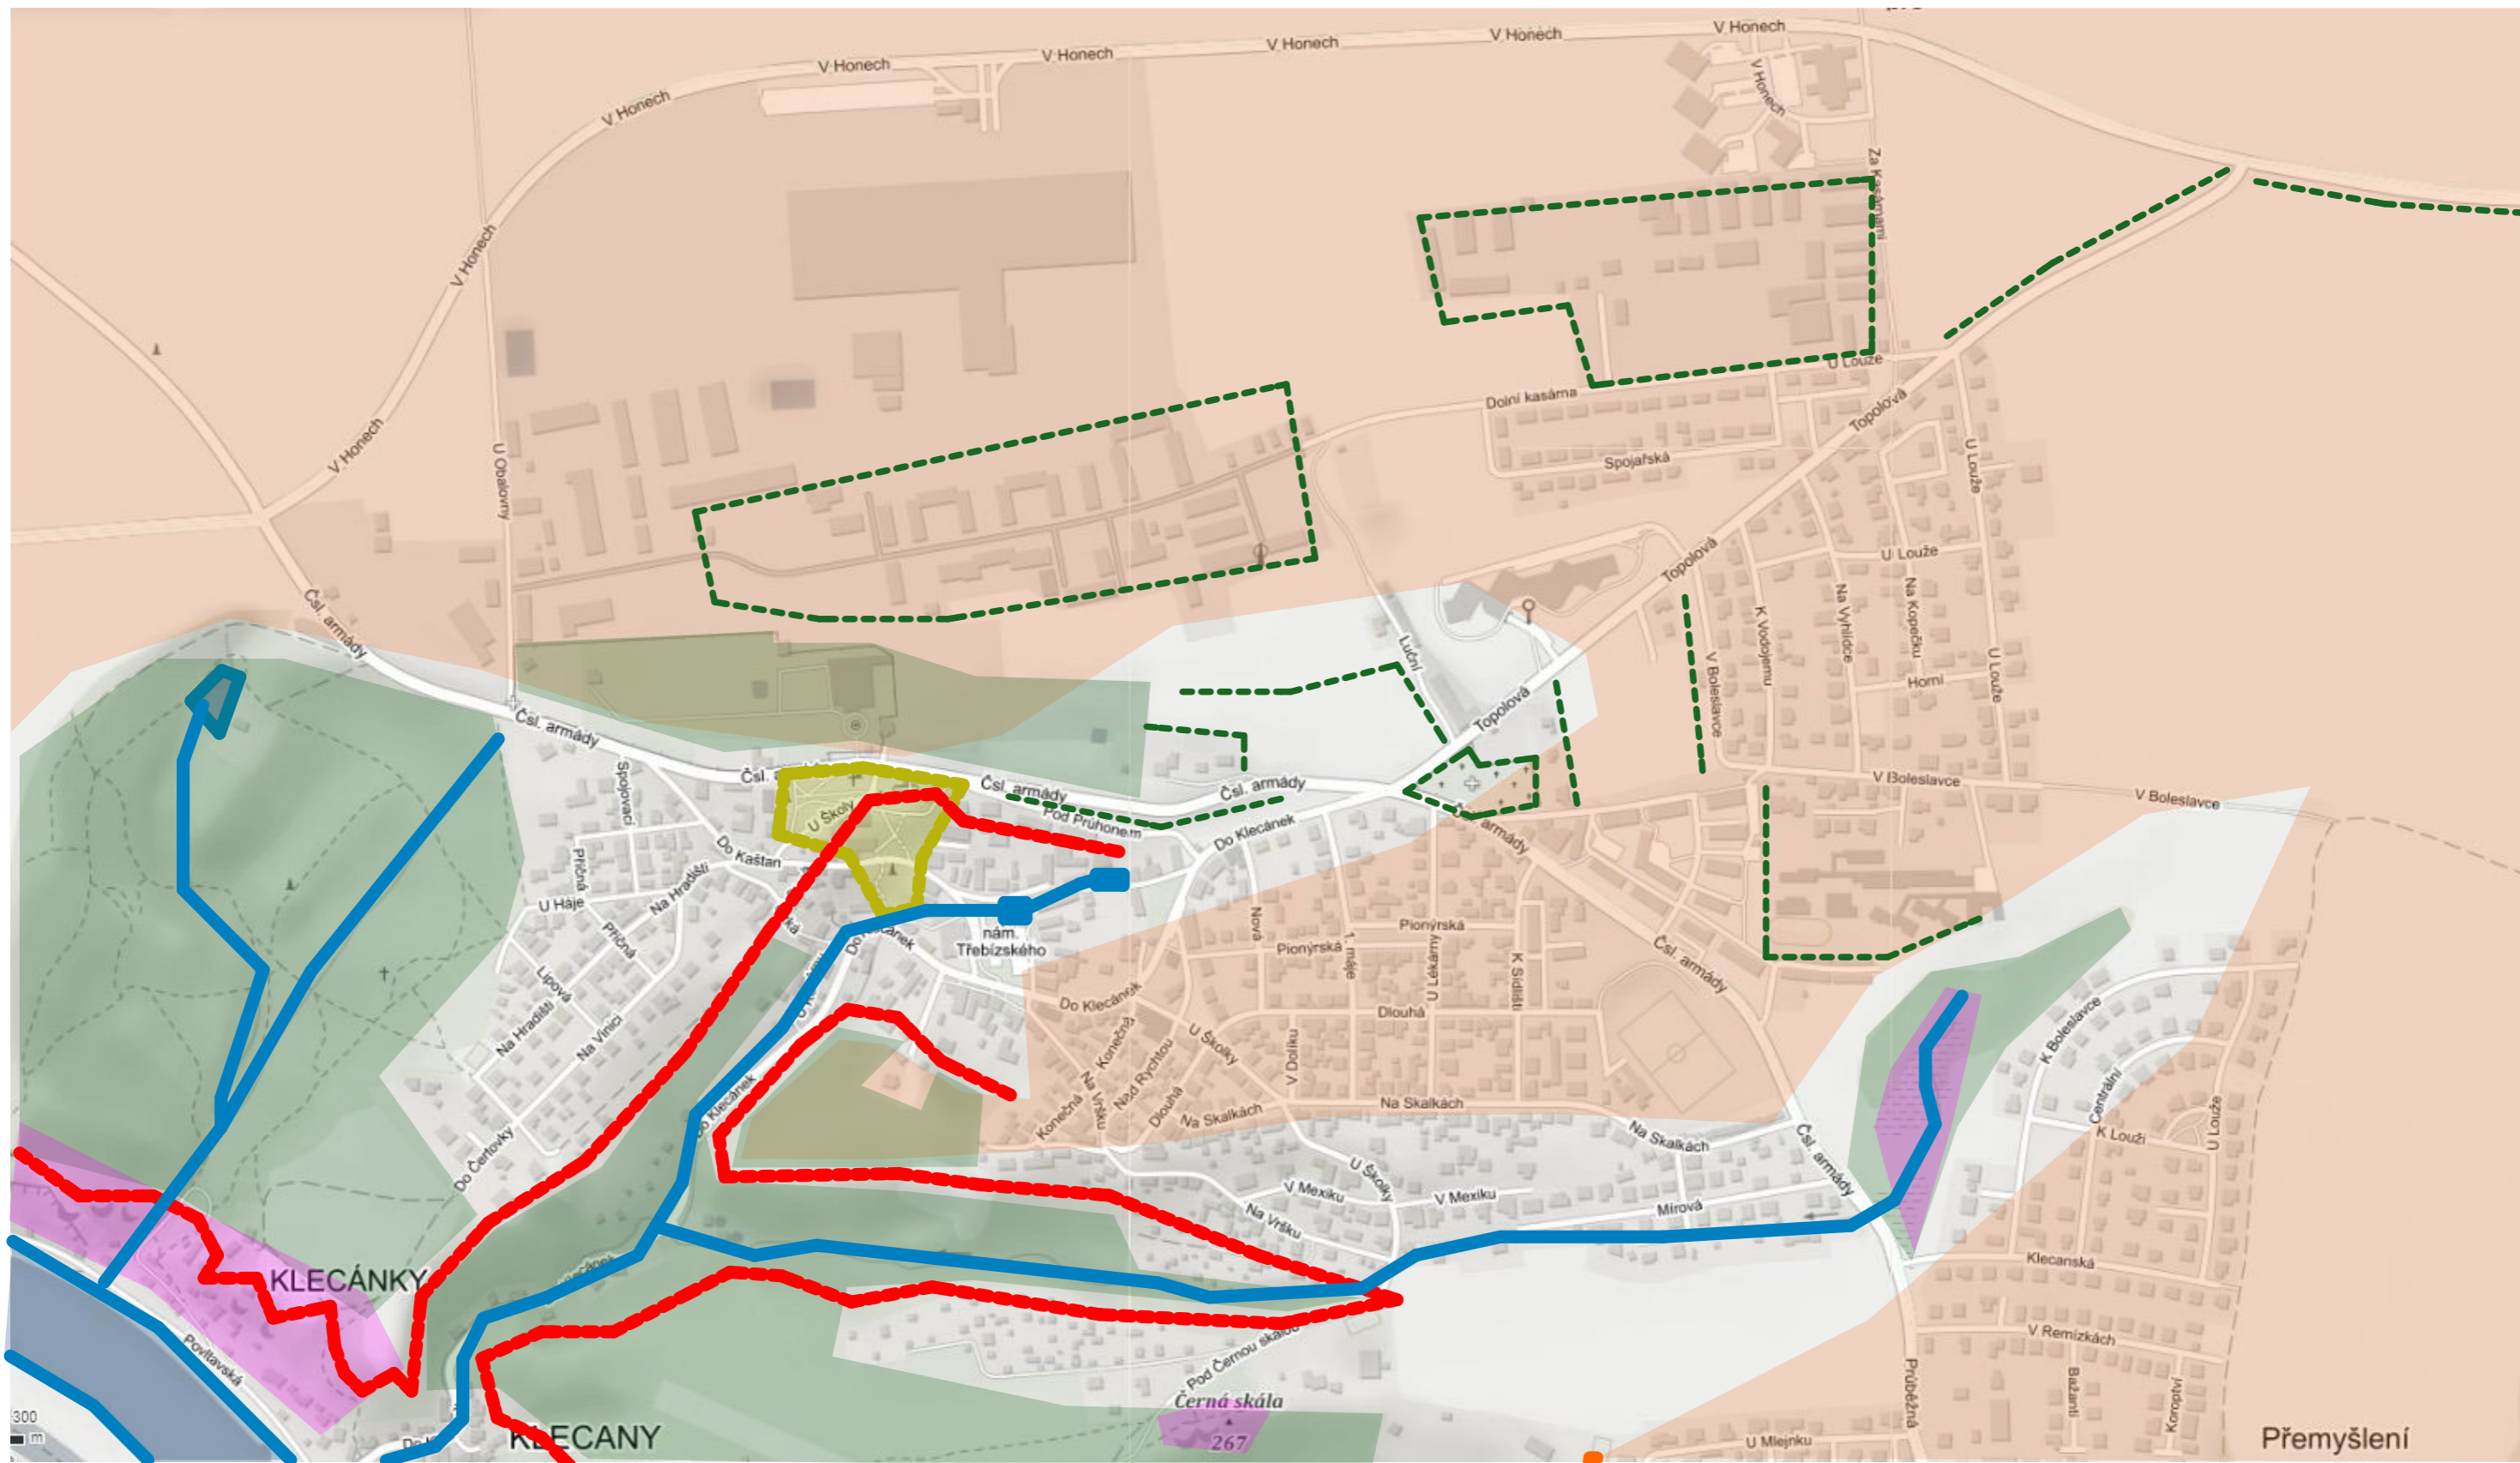 V Honech
V Honech
V Honech
V Honech
V Honech
V Honech
V Honech
V Honech
V Honech
V Honech
Za Kasárnami
U Louže
Dolní kasárna
Topolová
Spojařská
U Louže
U Obalovny
Topolová
U Louže
Čsl. armády
K Vodojemu
Na Vyhlídce
Na Kopečku
Luční
V Boleslavce
U Louže
Horní
Topolová
Čsl. armády
Čsl. armády
Čsl. armády
V Boleslavce
V Boleslavce
Spojovací
U Školy
Pod Průhonem
Do Klecánek
Do Kaštan
Příčná
Na Hradišti
U Háje
Příčná
nám.
Třebízského
Nová
Pionýrská
Pionýrská
1. máje
U Lékárny
K Sídlišti
Čsl. armády
Lipová
Na Hradišti
Na Vinici
Do Klecánek
Dlouhá
U Školky
V Dolíku
Konečná
Nad Rychtou
Na Vršku
Konečná
Dlouhá
Na Skalkách
Na Skalkách
Na Skalkách
K Boleslavce
Centrální
K Louži
U Louže
Do Čertovky
Čsl. armády
U Školky
V Mexiku
V Mexiku
Mírová
Na Vršku
Klecanská
KLECÁNKY
Povltavská
Pod Černou skálou
V Remízkách
Průběžná
Bažantí
Koroptví
Černá skála
267
300
m
KLECANY
U Mlejnku
Přemyšlení